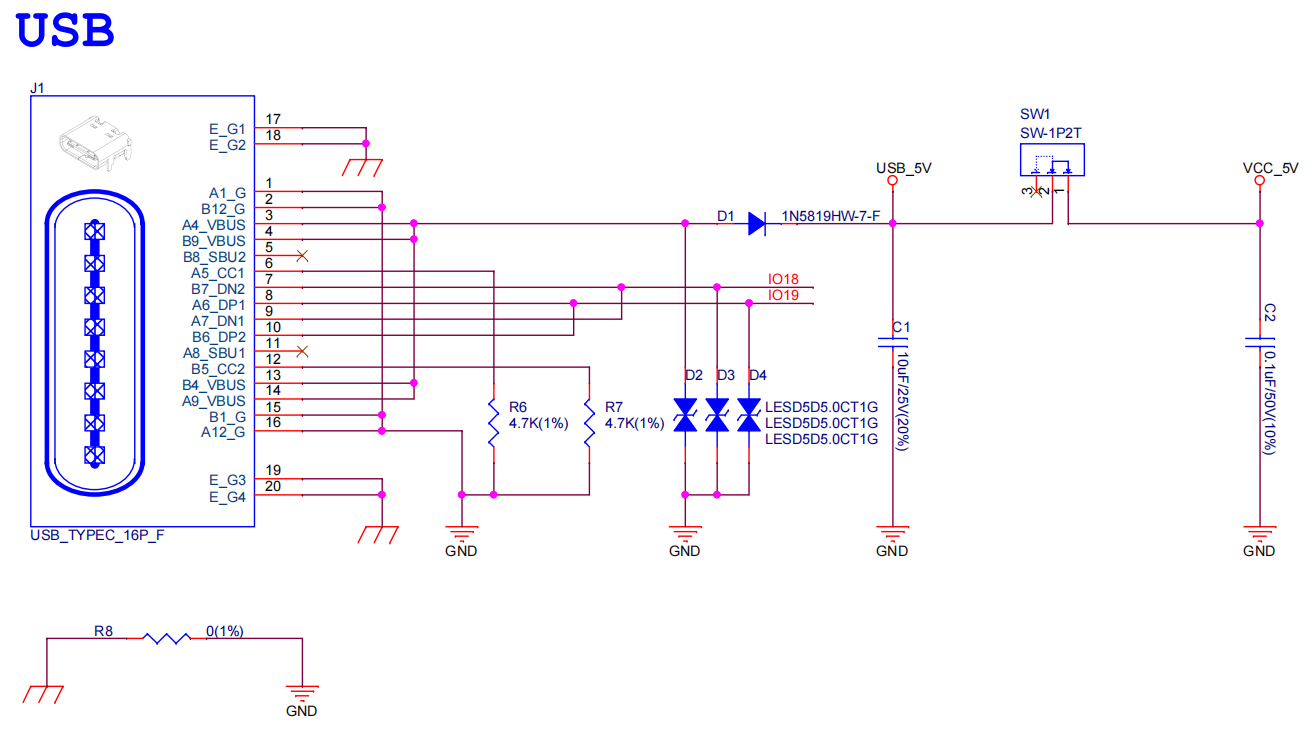 USB
J1
E_G1 17
E_G2 18
A1_G 1
B12_G 2
A4_VBUS 3
B9_VBUS 4
B8_SBU2 5
A5_CC1 6
B7_DN2 7
A6_DP1 8
A7_DN1 9
B6_DP2 10
A8_SBU1 11
B5_CC2 12
B4_VBUS 13
A9_VBUS 14
B1_G 15
A12_G 16
E_G3 19
E_G4 20
USB_TYPEC_16P_F
R6
4.7K(1%)
R7
4.7K(1%)
GND
D1 1N5819HW-7-F
IO18
IO19
D2 D3 D4
LESD5D5.0CT1G
LESD5D5.0CT1G
LESD5D5.0CT1G
GND
USB_5V
C1
10uF/25V(20%)
GND
SW1
SW-1P2T
3 2 1
VCC_5V
C2
0.1uF/50V(10%)
GND
R8 0(1%)
GND